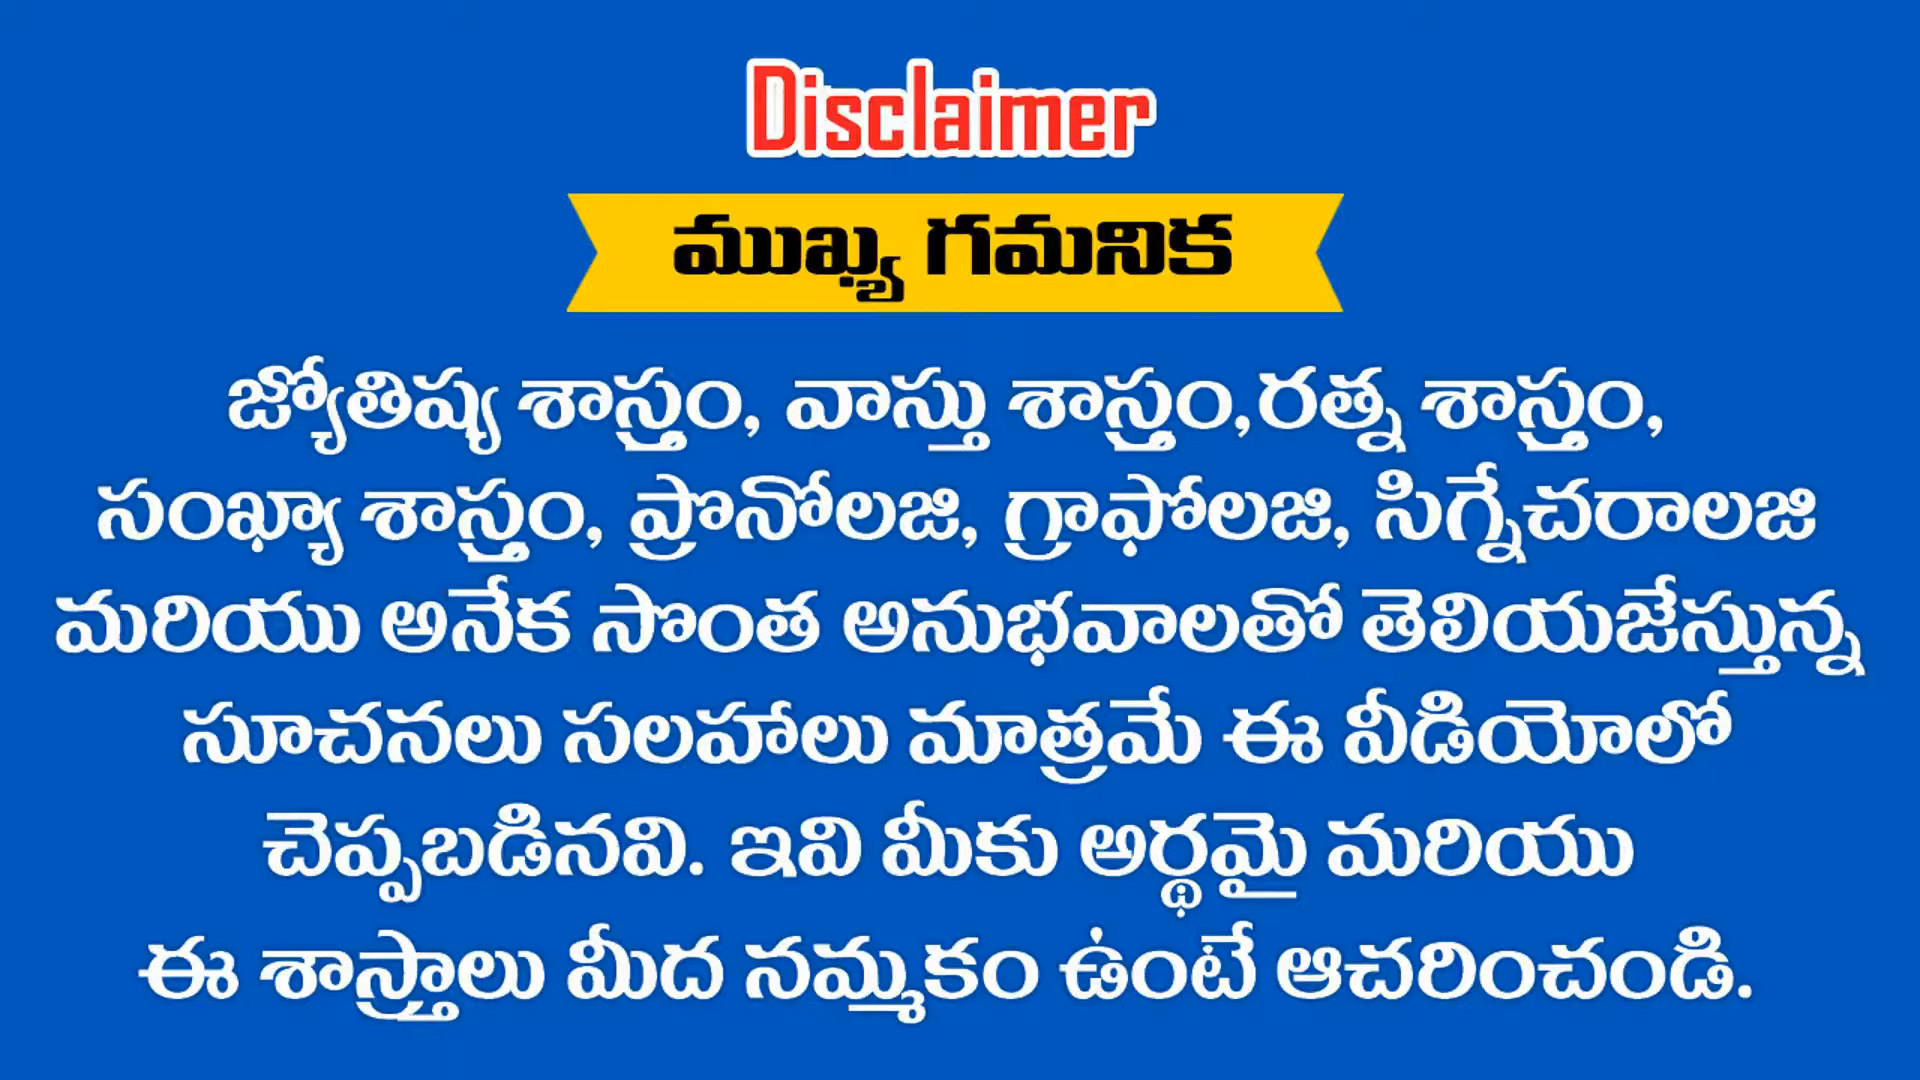 Disclaimer
ముఖ్య గమనిక
జ్యోతిష్య శాస్త్రం, వాస్తు శాస్త్రం,రత్న శాస్త్రం,
సంఖ్యా శాస్త్రం, ప్రొనోలజి, గ్రాఫోలజి, సిగ్నేచరాలజి
మరియు అనేక సొంత అనుభవాలతో తెలియజేస్తున్న
సూచనలు సలహాలు మాత్రమే ఈ వీడియోలో
చెప్పబడినవి. ఇవి మీకు అర్థమై మరియు
ఈ శాస్త్రాలు మీద నమ్మకం ఉంటే ఆచరించండి.